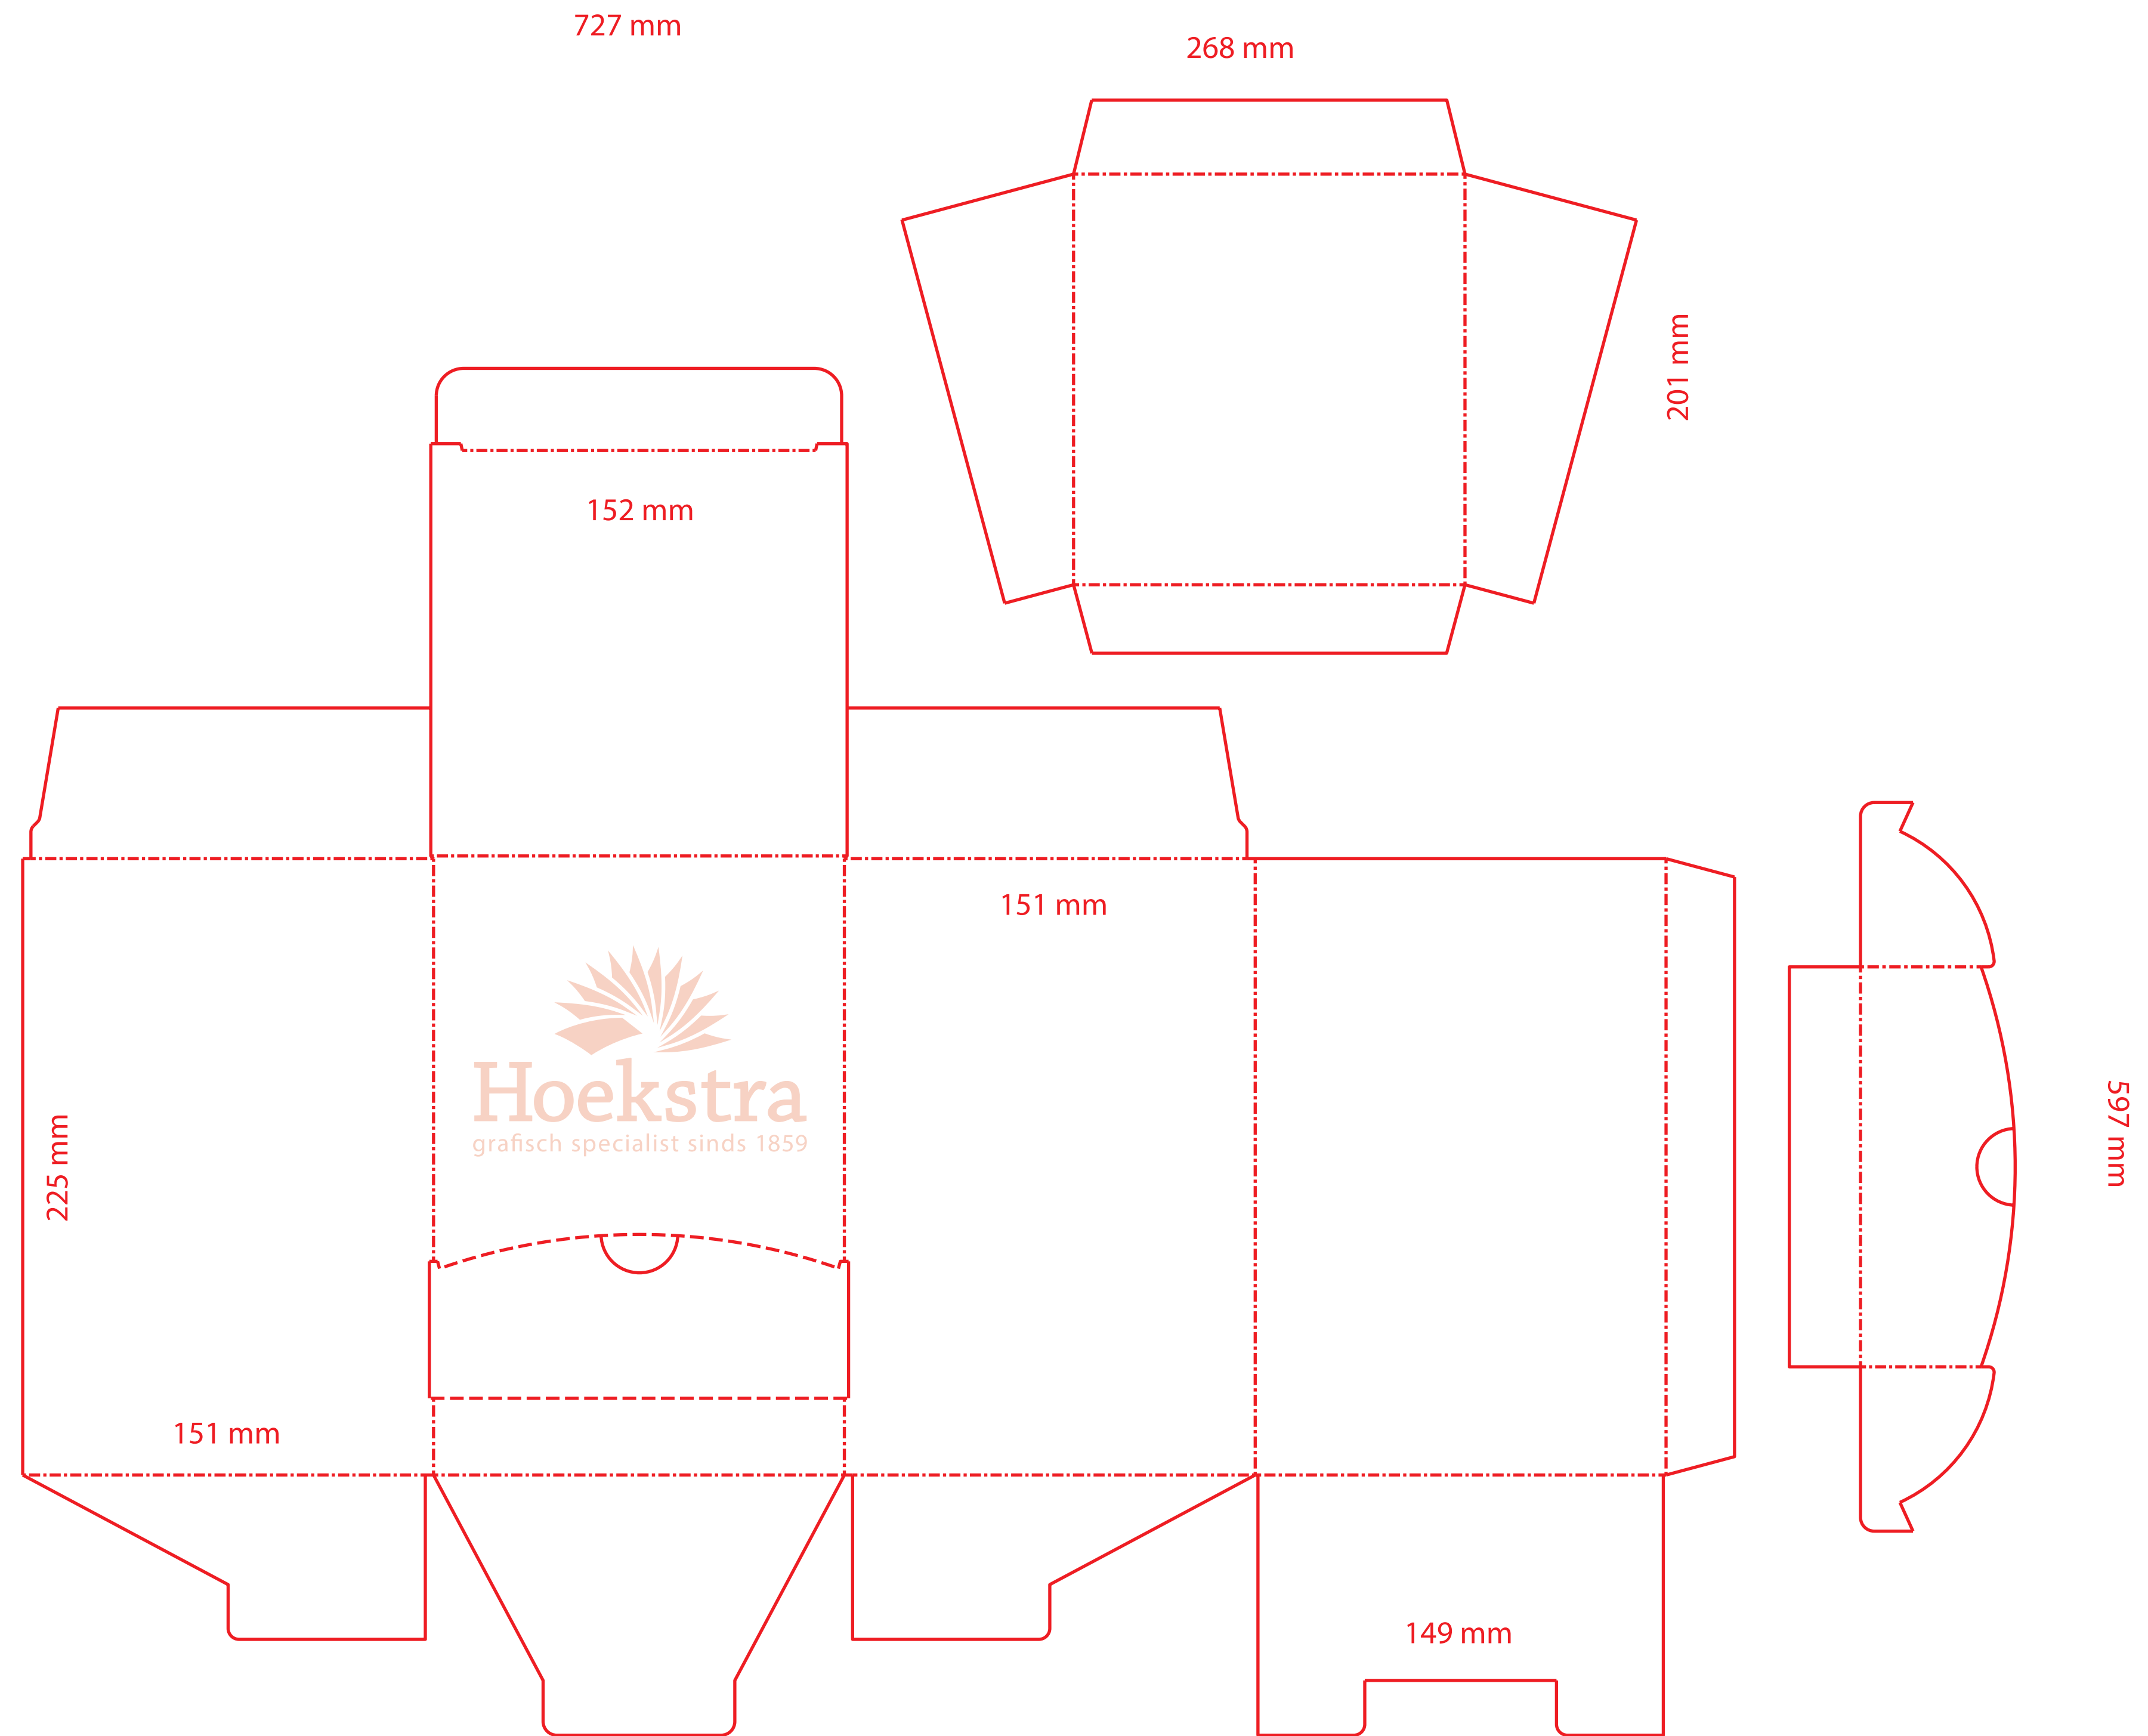 727 mm
268 mm
201 mm
152 mm
151 mm
Hoekstra
grafisch specialist sinds 1859
225 mm
597 mm
151 mm
149 mm